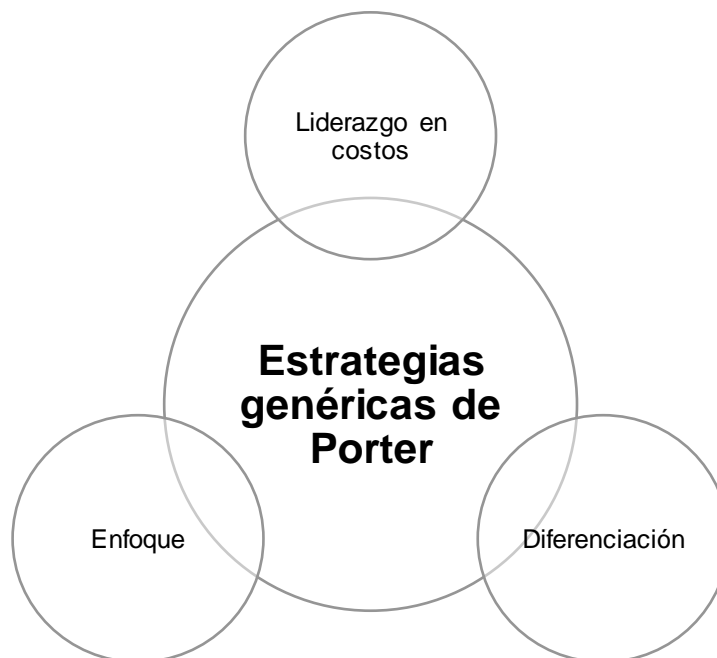 Liderazgo en
costos
Estrategias
genéricas de
Porter
Enfoque
Diferenciación